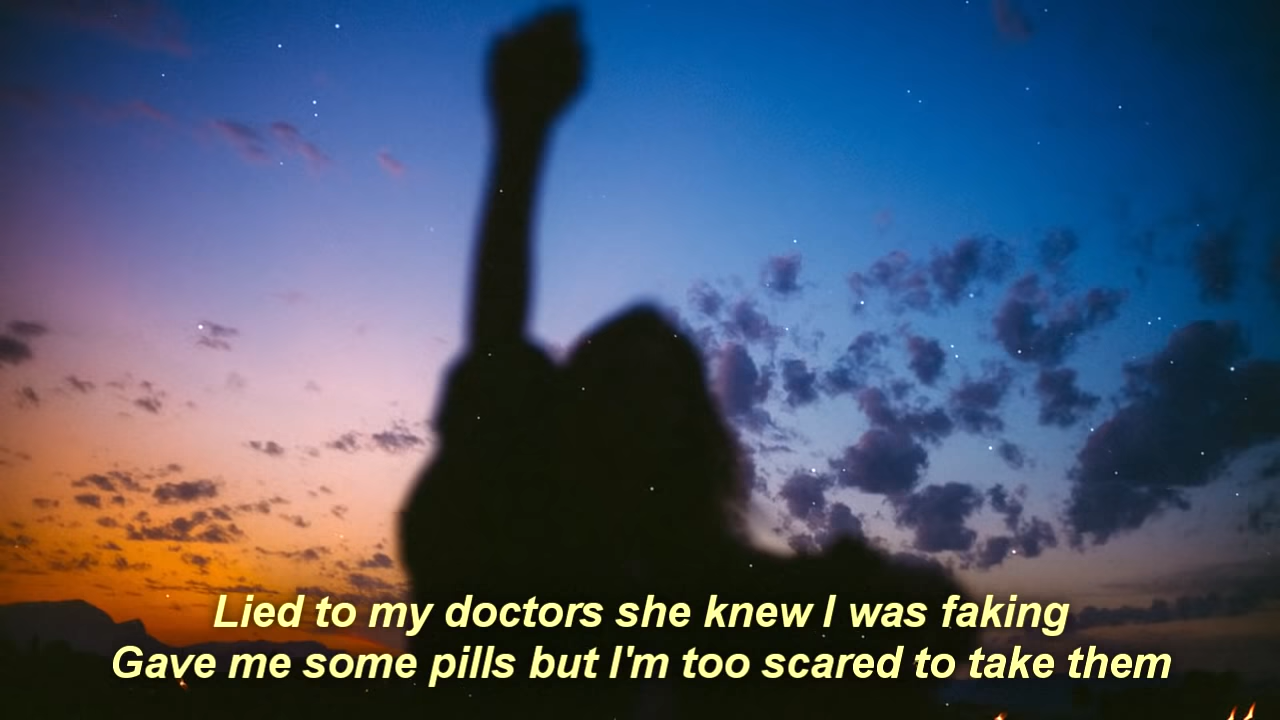 Lied to my doctors she knew I was faking
Gave me some pills but I'm too scared to take them